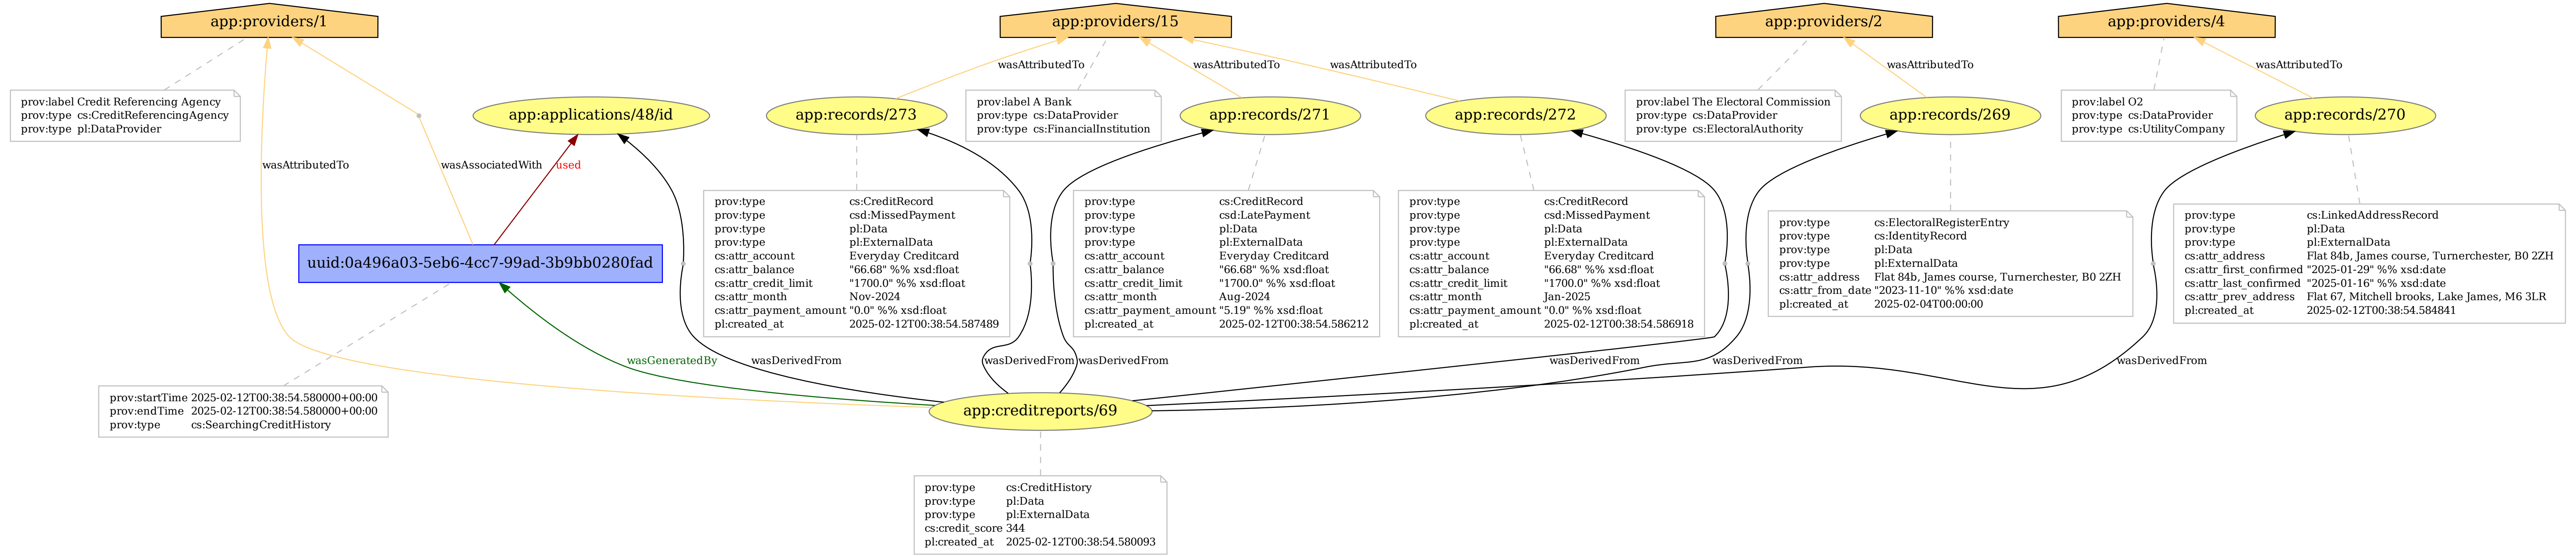 app:providers/1
app:providers/15
app:providers/2
app:providers/4
wasAttributedTo
wasAttributedTo
wasAttributedTo
wasAttributedTo
wasAttributedTo
prov:label Credit Referencing Agency
prov:type cs:CreditReferencingAgency
prov:type pl:DataProvider
app:applications/48/id
app:records/273
prov:label A Bank
prov:type cs:DataProvider
prov:type cs:FinancialInstitution
app:records/271
app:records/272
prov:label The Electoral Commission
prov:type cs:DataProvider
prov:type cs:ElectoralAuthority
app:records/269
prov:label O2
prov:type cs:DataProvider
prov:type cs:UtilityCompany
app:records/270
wasAttributedTo
wasAssociatedWith
used
uuid:0a496a03-5eb6-4cc7-99ad-3b9bb0280fad
prov:type cs:CreditRecord
prov:type csd:MissedPayment
prov:type pl:Data
prov:type pl:ExternalData
cs:attr_account Everyday Creditcard
cs:attr_balance "66.68" %% xsd:float
cs:attr_credit_limit "1700.0" %% xsd:float
cs:attr_month Nov-2024
cs:attr_payment_amount "0.0" %% xsd:float
pl:created_at 2025-02-12T00:38:54.587489
prov:type cs:CreditRecord
prov:type csd:LatePayment
prov:type pl:Data
prov:type pl:ExternalData
cs:attr_account Everyday Creditcard
cs:attr_balance "66.68" %% xsd:float
cs:attr_credit_limit "1700.0" %% xsd:float
cs:attr_month Aug-2024
cs:attr_payment_amount "5.19" %% xsd:float
pl:created_at 2025-02-12T00:38:54.586212
prov:type cs:CreditRecord
prov:type csd:MissedPayment
prov:type pl:Data
prov:type pl:ExternalData
cs:attr_account Everyday Creditcard
cs:attr_balance "66.68" %% xsd:float
cs:attr_credit_limit "1700.0" %% xsd:float
cs:attr_month Jan-2025
cs:attr_payment_amount "0.0" %% xsd:float
pl:created_at 2025-02-12T00:38:54.586918
prov:type cs:ElectoralRegisterEntry
prov:type cs:IdentityRecord
prov:type pl:Data
prov:type pl:ExternalData
cs:attr_address Flat 84b, James course, Turnerchester, B0 2ZH
cs:attr_from_date "2023-11-10" %% xsd:date
pl:created_at 2025-02-04T00:00:00
prov:type cs:LinkedAddressRecord
prov:type pl:Data
prov:type pl:ExternalData
cs:attr_address Flat 84b, James course, Turnerchester, B0 2ZH
cs:attr_first_confirmed "2025-01-29" %% xsd:date
cs:attr_last_confirmed "2025-01-16" %% xsd:date
cs:attr_prev_address Flat 67, Mitchell brooks, Lake James, M6 3LR
pl:created_at 2025-02-12T00:38:54.584841
wasGeneratedBy
wasDerivedFrom
wasDerivedFrom
wasDerivedFrom
wasDerivedFrom
wasDerivedFrom
wasDerivedFrom
prov:startTime 2025-02-12T00:38:54.580000+00:00
prov:endTime 2025-02-12T00:38:54.580000+00:00
prov:type cs:SearchingCreditHistory
app:creditreports/69
prov:type cs:CreditHistory
prov:type pl:Data
prov:type pl:ExternalData
cs:credit_score 344
pl:created_at 2025-02-12T00:38:54.580093